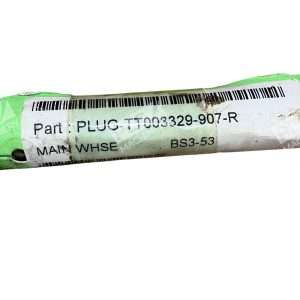 Part : PLUG-TT003329-907-R
MAIN WHSE BS3-53